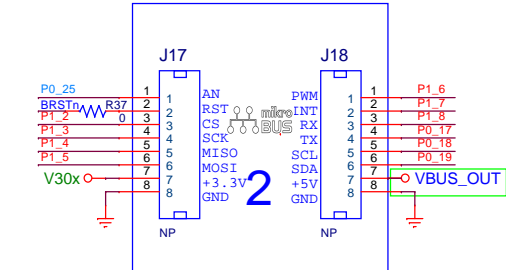 J17 J18
P0_25 1 1 AN PWM 1 1 P1_6
BRSTn R37 2 2 RST INT 2 2 P1_7
P1_2 0 3 3 CS RX 3 3 P1_8
P1_3 4 4 SCK TX 4 4 P0_17
P1_4 5 5 MISO SCL 5 5 P0_18
P1_5 6 6 MOSI SDA 6 6 P0_19
V30x 7 7 +3.3V +5V 7 7 VBUS_OUT
8 8 GND GND 8 8
mikro
BUS
2
NP NP